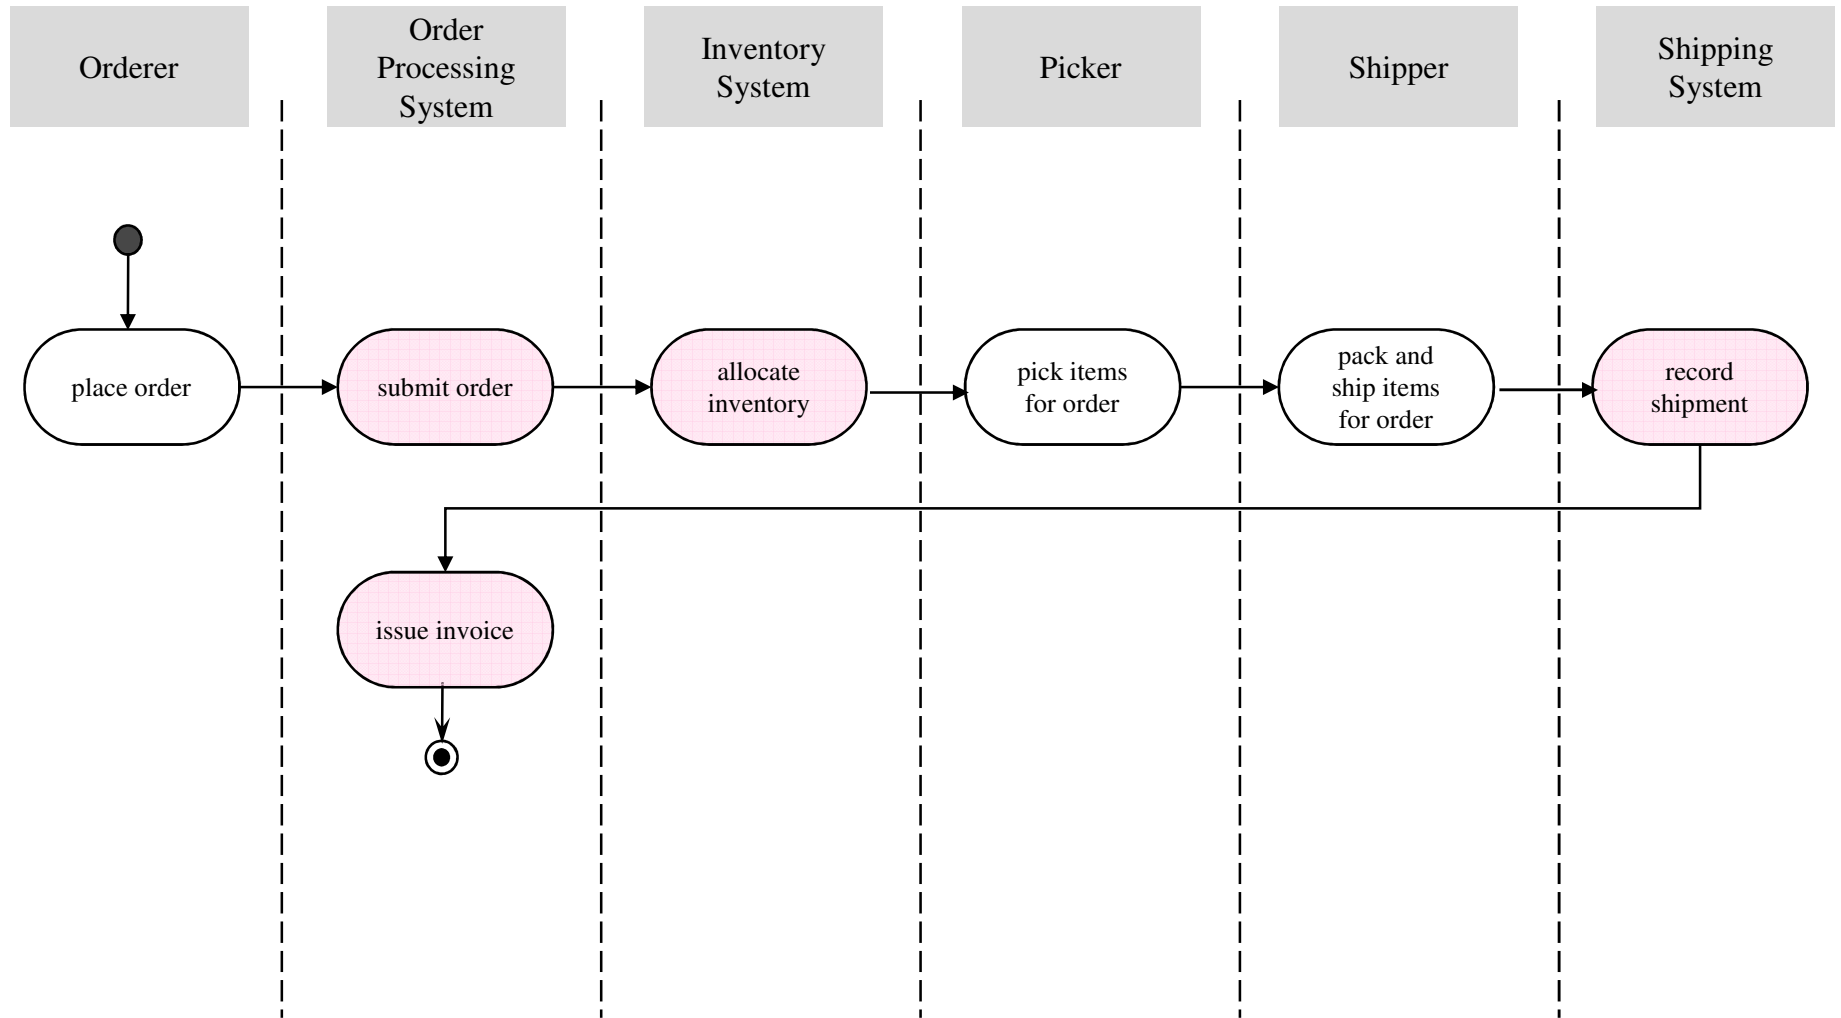 Orderer
Order
Processing
System
Inventory
System
Picker
Shipper
Shipping
System
place order
submit order
allocate
inventory
pick items
for order
pack and
ship items
for order
record
shipment
issue invoice